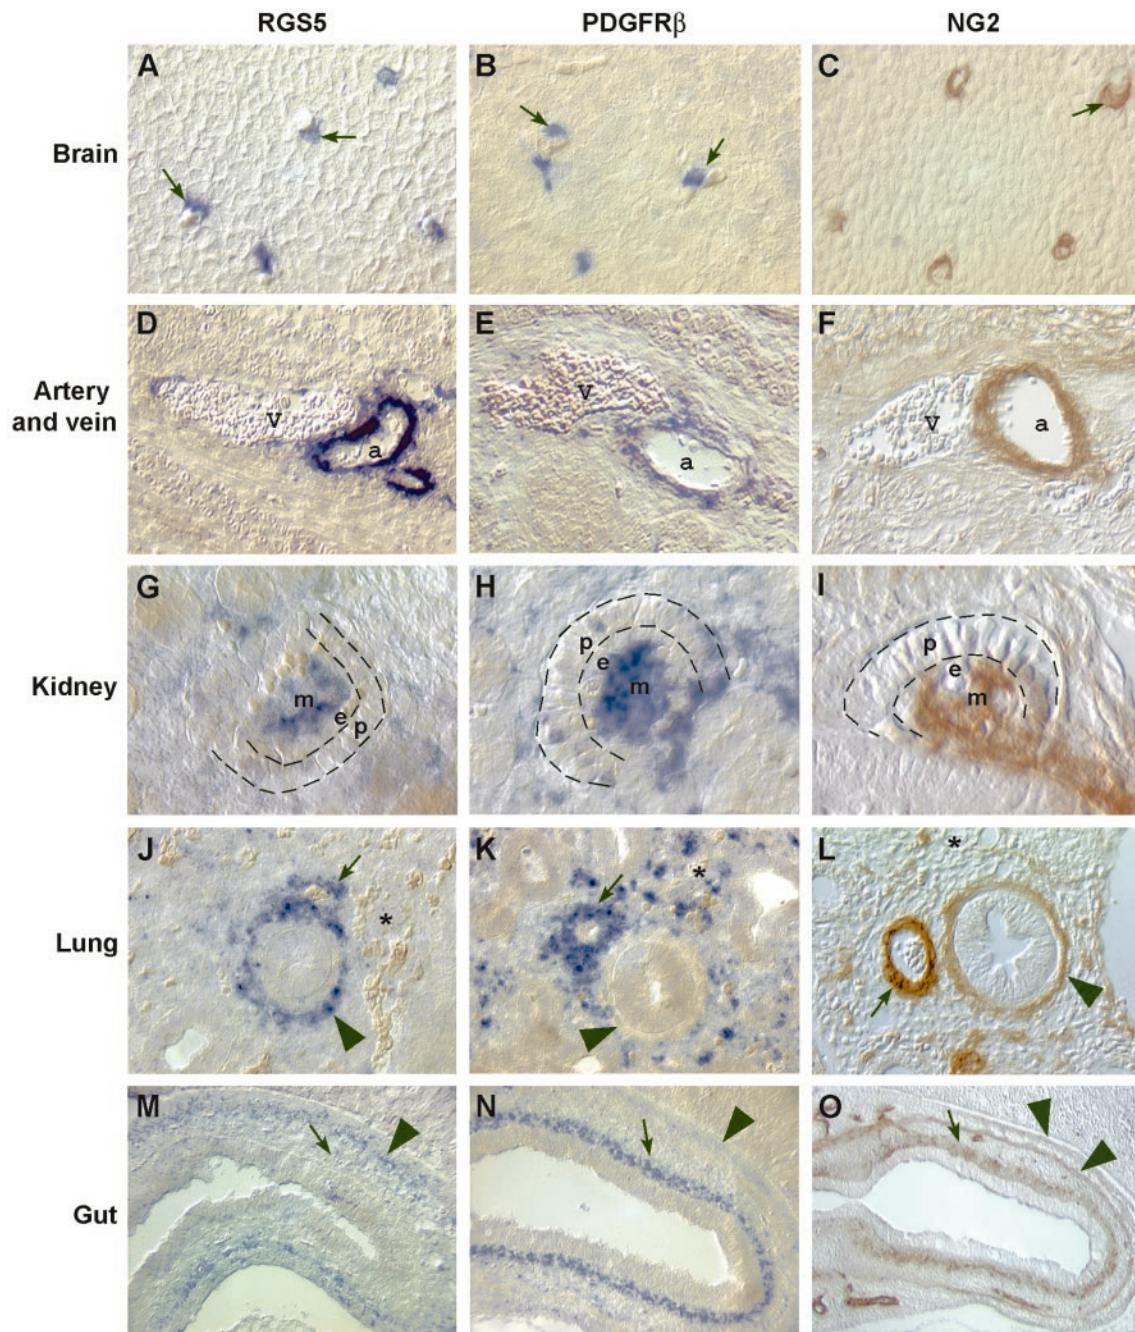 RGS5 PDGFRβ NG2
A B C
Brain
D E F
Artery
and vein
v a v a v a
G H I
Kidney
m e p p e m p e m
J K L
Lung
* * *
M N O
Gut